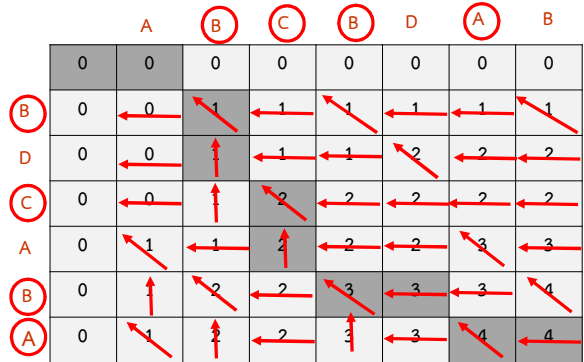 A B C B D A B
0 0 0 0 0 0 0 0
B 0 0 1 1 1 1 1 1
D 0 0 1 1 1 2 2 2
C 0 0 1 2 2 2 2 2
A 0 1 1 2 2 2 3 3
B 0 1 2 2 3 3 3 4
A 0 1 2 2 3 3 4 4